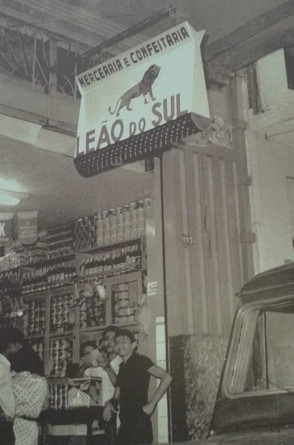 MERCEARIA E CONFEITARIA
LEÃO DO SUL